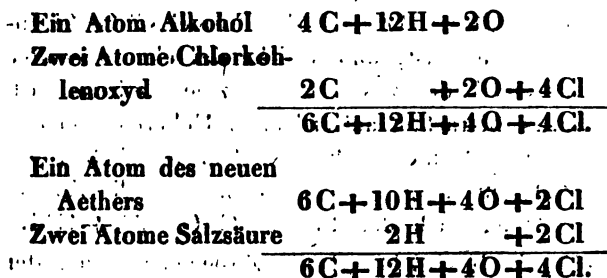 Ein Atom Alkohol 4C+12H+2O
Zwei Atome Chlorkoh-
lenoxyd 2C +2O+4Cl
6C+12H+4O+4Cl.
Ein Atom des neuen
Aethers 6C+10H+4O+2Cl
Zwei Atome Salzsäure 2H +2Cl
6C+12H+4O+4Cl.